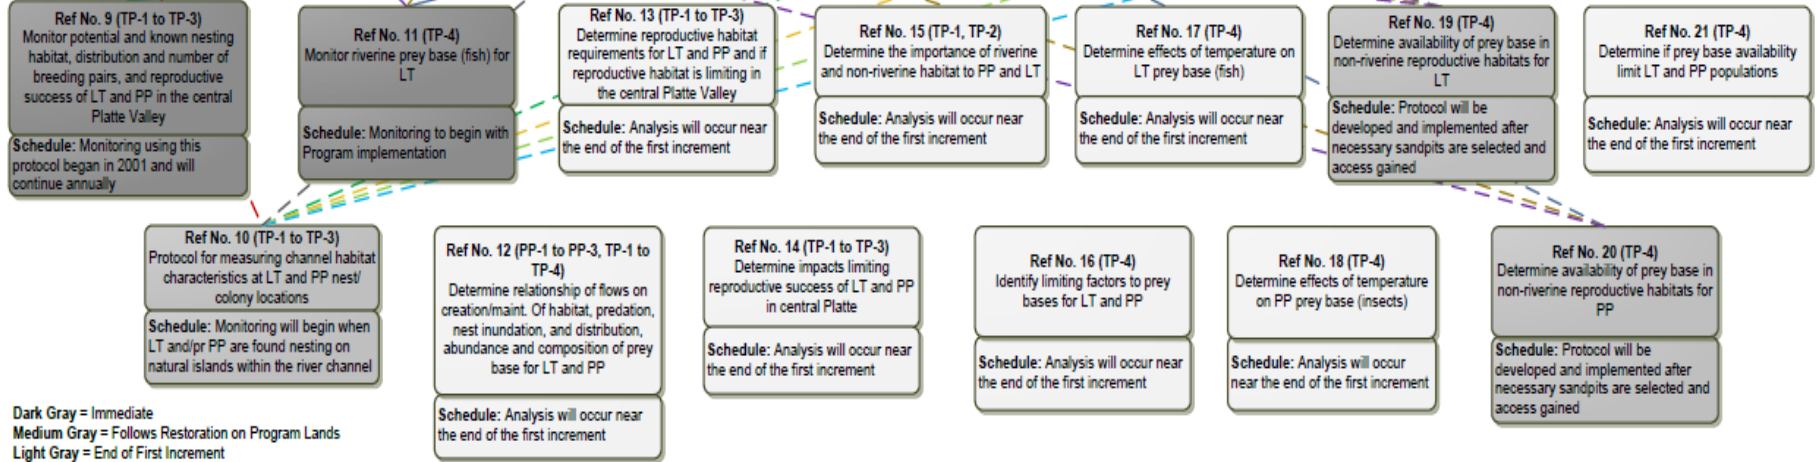 Ref No. 9 (TP-1 to TP-3)
Monitor potential and known nesting
habitat, distribution and number of
breeding pairs, and reproductive
success of LT and PP in the central
Platte Valley
Schedule: Monitoring using this
protocol began in 2001 and will
continue annually
Ref No. 11 (TP-4)
Monitor riverine prey base (fish) for
LT
Schedule: Monitoring to begin with
Program implementation
Ref No. 13 (TP-1 to TP-3)
Determine reproductive habitat
requirements for LT and PP and if
reproductive habitat is limiting in
the central Platte Valley
Schedule: Analysis will occur near
the end of the first increment
Ref No. 15 (TP-1, TP-2)
Determine the importance of riverine
and non-riverine habitat to PP and LT
Schedule: Analysis will occur near
the end of the first increment
Ref No. 17 (TP-4)
Determine effects of temperature on
LT prey base (fish)
Schedule: Analysis will occur near
the end of the first increment
Ref No. 19 (TP-4)
Determine availability of prey base in
non-riverine reproductive habitats for
LT
Schedule: Protocol will be
developed and implemented after
necessary sandpits are selected and
access gained
Ref No. 21 (TP-4)
Determine if prey base availability
limit LT and PP populations
Schedule: Analysis will occur near
the end of the first increment
Ref No. 10 (TP-1 to TP-3)
Protocol for measuring channel habitat
characteristics at LT and PP nest/
colony locations
Schedule: Monitoring will begin when
LT and/pr PP are found nesting on
natural islands within the river channel
Ref No. 12 (PP-1 to PP-3, TP-1 to
TP-4)
Determine relationship of flows on
creation/maint. Of habitat, predation,
nest inundation, and distribution,
abundance and composition of prey
base for LT and PP
Schedule: Analysis will occur near
the end of the first increment
Ref No. 14 (TP-1 to TP-3)
Determine impacts limiting
reproductive success of LT and PP
in central Platte
Schedule: Analysis will occur near
the end of the first increment
Ref No. 16 (TP-4)
Identify limiting factors to prey
bases for LT and PP
Schedule: Analysis will occur near
the end of the first increment
Ref No. 18 (TP-4)
Determine effects of temperature
on PP prey base (insects)
Schedule: Analysis will occur
near the end of the first increment
Ref No. 20 (TP-4)
Determine availability of prey base in
non-riverine reproductive habitats for
PP
Schedule: Protocol will be
developed and implemented after
necessary sandpits are selected and
access gained
Dark Gray = Immediate
Medium Gray = Follows Restoration on Program Lands
Light Gray = End of First Increment